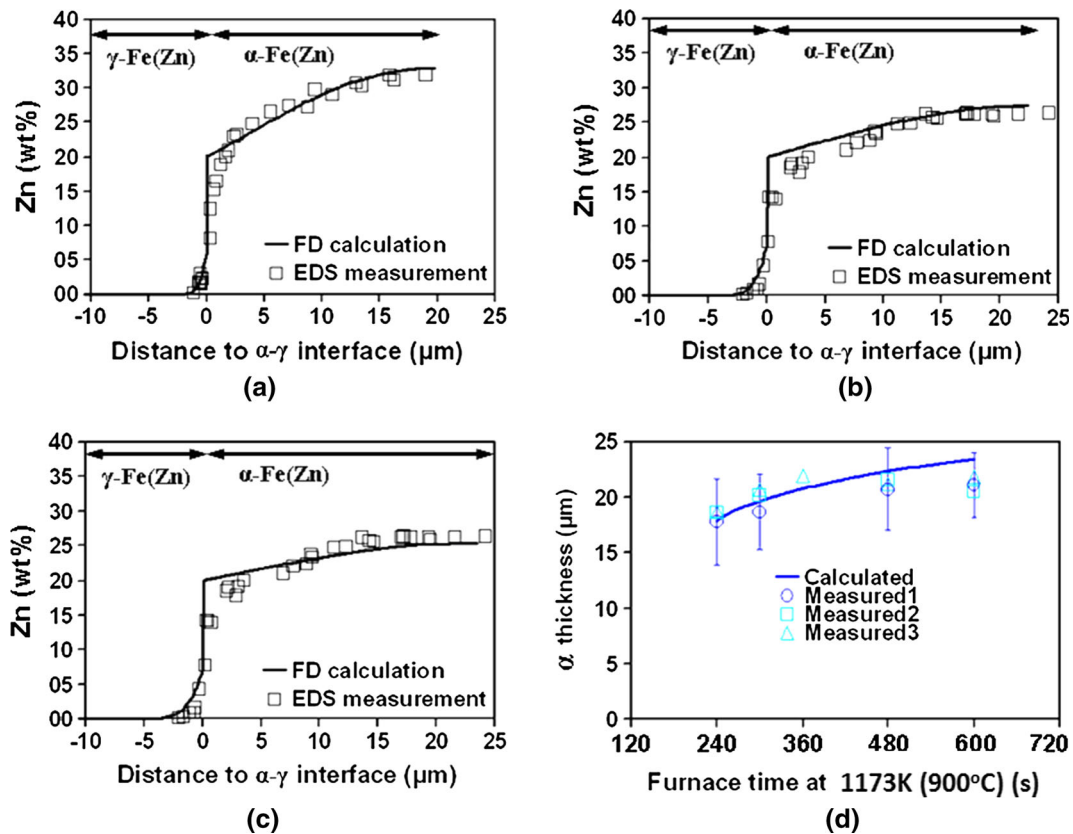 40
35
30
25
20
15
10
05
00
Zn (wt%)
γ-Fe(Zn) α-Fe(Zn)
FD calculation
EDS measurement
-10 -5 0 5 10 15 20 25
Distance to α-γ interface (μm)
(a)
40
35
30
25
20
15
10
05
00
Zn (wt%)
γ-Fe(Zn) α-Fe(Zn)
FD calculation
EDS measurement
-10 -5 0 5 10 15 20 25
Distance to α-γ interface (μm)
(b)
40
35
30
25
20
15
10
05
00
Zn (wt%)
γ-Fe(Zn) α-Fe(Zn)
FD calculation
EDS measurement
-10 -5 0 5 10 15 20 25
Distance to α-γ interface (μm)
(c)
25
20
15
10
5
0
α thickness (μm)
Calculated
Measured1
Measured2
Measured3
120 240 360 480 600 720
Furnace time at 1173K (900°C) (s)
(d)